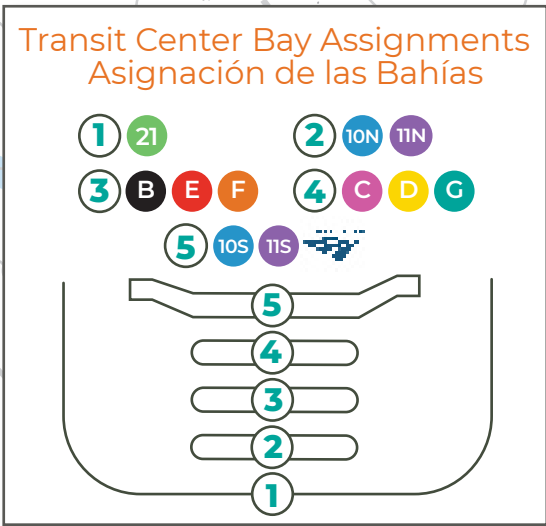 Transit Center Bay Assignments
Asignación de las Bahías
1 21 2 10N 11N
3 B E F 4 C D G
5 10S 11S
5
4
3
2
1